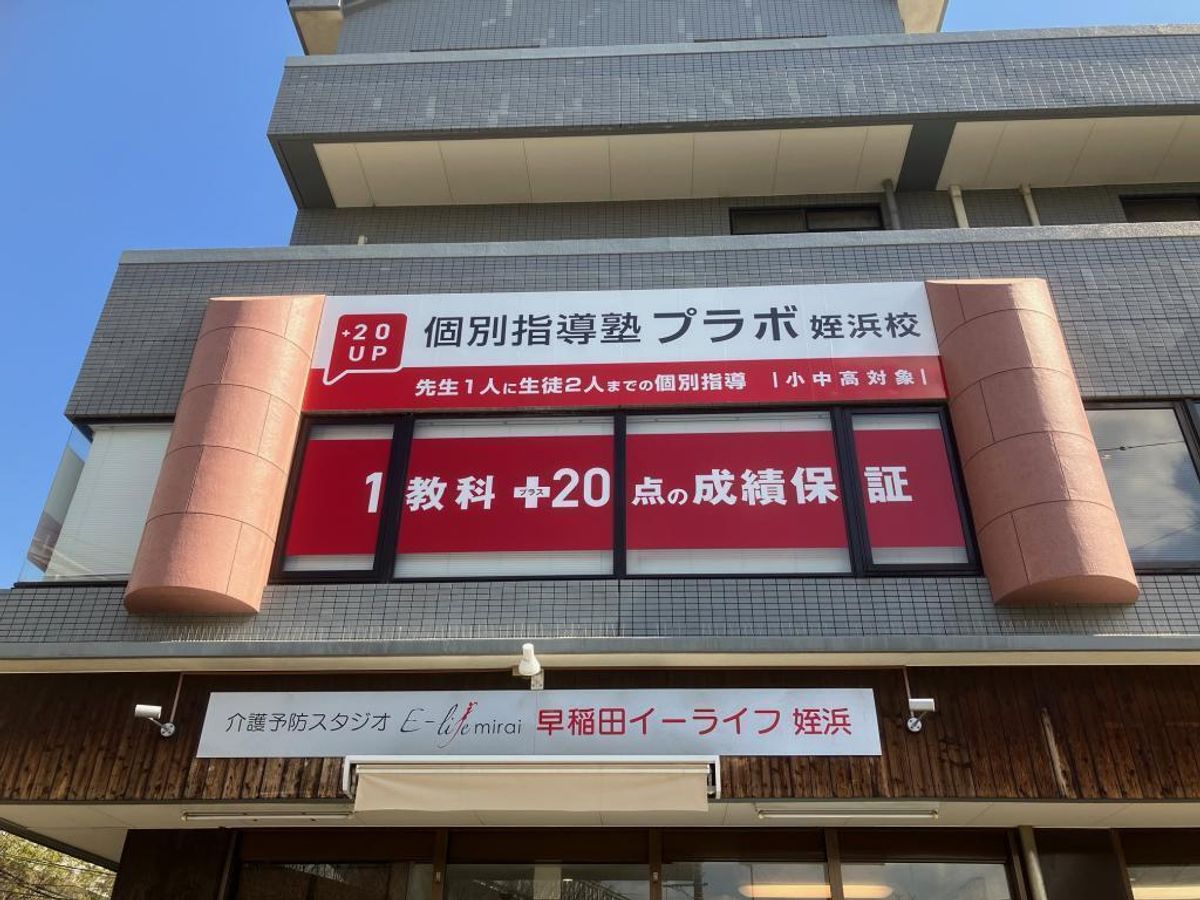 +20
UP
個別指導塾 プラボ 姪浜校
先生1人に生徒2人までの個別指導 |小中高対象|
1教科 +プラス20点の成績保証
介護予防スタジオ E-life mirai 早稲田イーライフ 姪浜